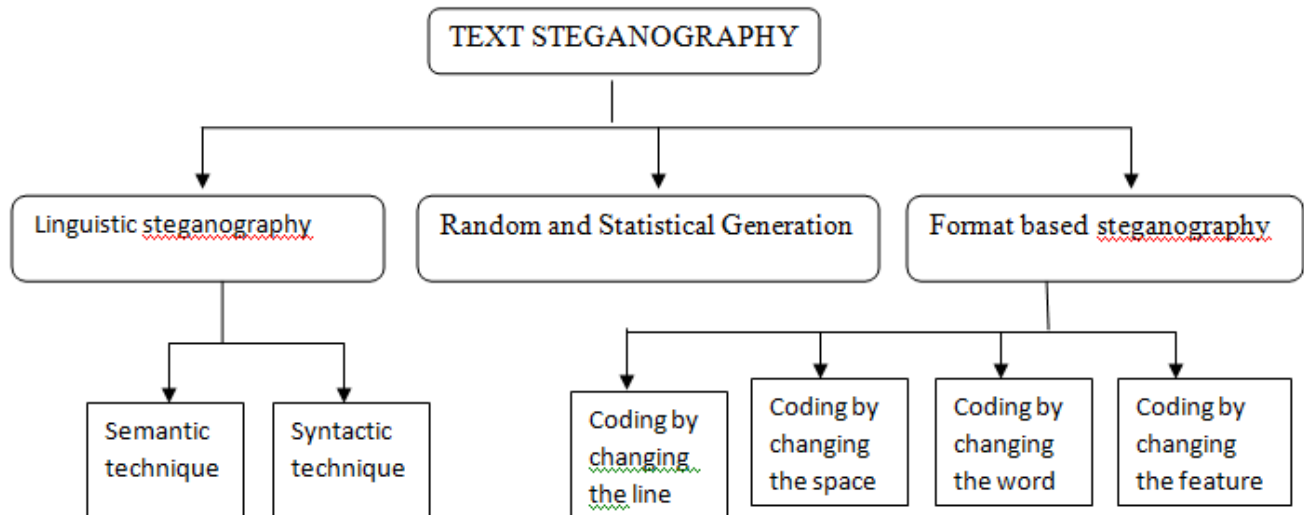 TEXT STEGANOGRAPHY
Linguistic steganography
Random and Statistical Generation
Format based steganography
Semantic
technique
Syntactic
technique
Coding by
changing
the line
Coding by
changing
the space
Coding by
changing
the word
Coding by
changing
the feature